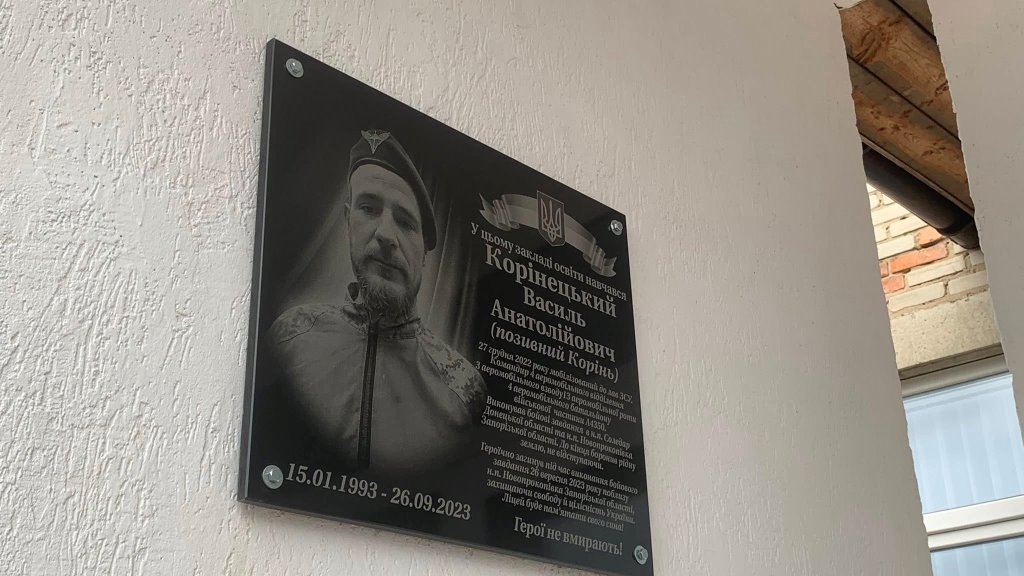 У цьому закладі освіти навчався
Корінецький
Василь
Анатолійович
(позивний Корінь)
27 грудня 2022 року мобілізований до лав ЗСУ.
Командир 1 аеромобільного відділення
3 аеромобільного взводу 13 аеромобільної роти
4 аеромобільного батальйону
військової частини А4350.
Виконував бойові завдання в н.п. Соледар
Донецької області та н.п. Новопрокопівка
Запорізької області. До кінця боронив рідну
землю, не відступаючи.
Героїчно загинув під час виконання бойового
завдання 26 вересня 2023 року поблизу
н.п. Новопрокопівка Запорізької області,
захищаючи свободу й цілісність України.
Ліцей буде пам'ятати свого сина!
Герої не вмирають!
15.01.1993 - 26.09.2023